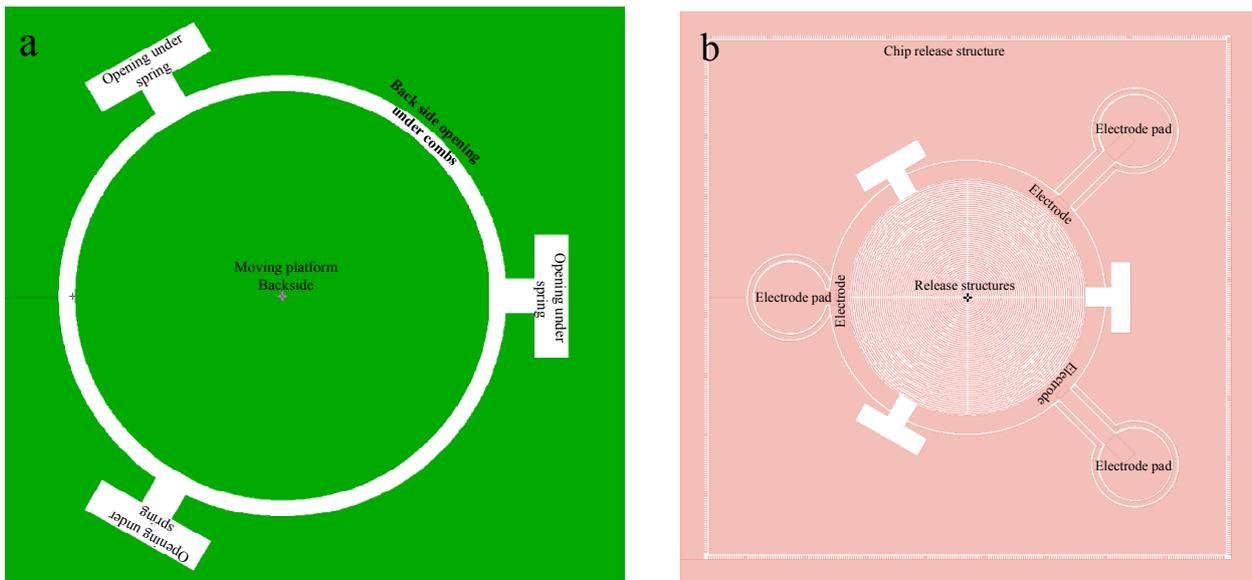 a
Opening under
spring
Back side opening
under combs
Moving platform
Backside
Opening under
spring
Opening under
spring
b
Chip release structure
Electrode pad
Electrode
Electrode pad
Electrode
Release structures
Electrode
Electrode pad